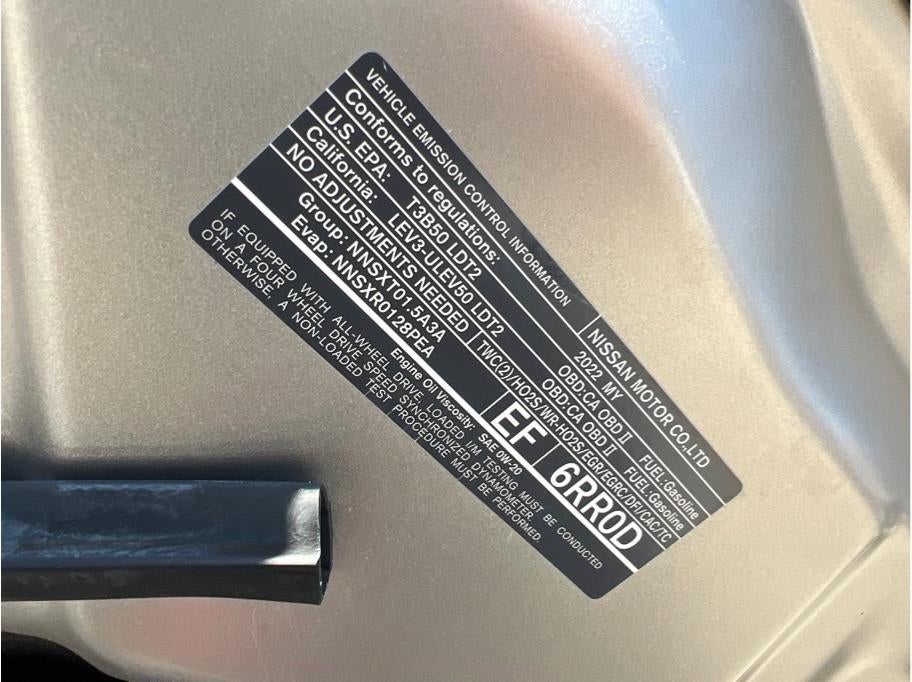 VEHICLE EMISSION CONTROL INFORMATION NISSAN MOTOR CO,.LTD
Conforms to regulations: 2022 MY
U.S. EPA: T3B50 LDT2 OBD:CA OBD II FUEL:Gasoline
California: LEV3-ULEV50 LDT2 OBD:CA OBD II FUEL:Gasoline
NO ADJUSTMENTS NEEDED TWC(2)/HO2S/WR-HO2S/EGR/EGRC/DFI/CAC/TC
Group: NNNSXT01.5A3A
Evap: NNSXR0128PEA
EF 6RR0D
Engine Oil Viscosity: SAE 0W-20
IF EQUIPPED WITH ALL-WHEEL DRIVE, LOADED I/M TESTING MUST BE CONDUCTED
ON A FOUR WHEEL DRIVE SPEED SYNCHRONIZED DYNAMOMETER.
OTHERWISE, A NON-LOADED TEST PROCEDURE MUST BE PERFORMED.